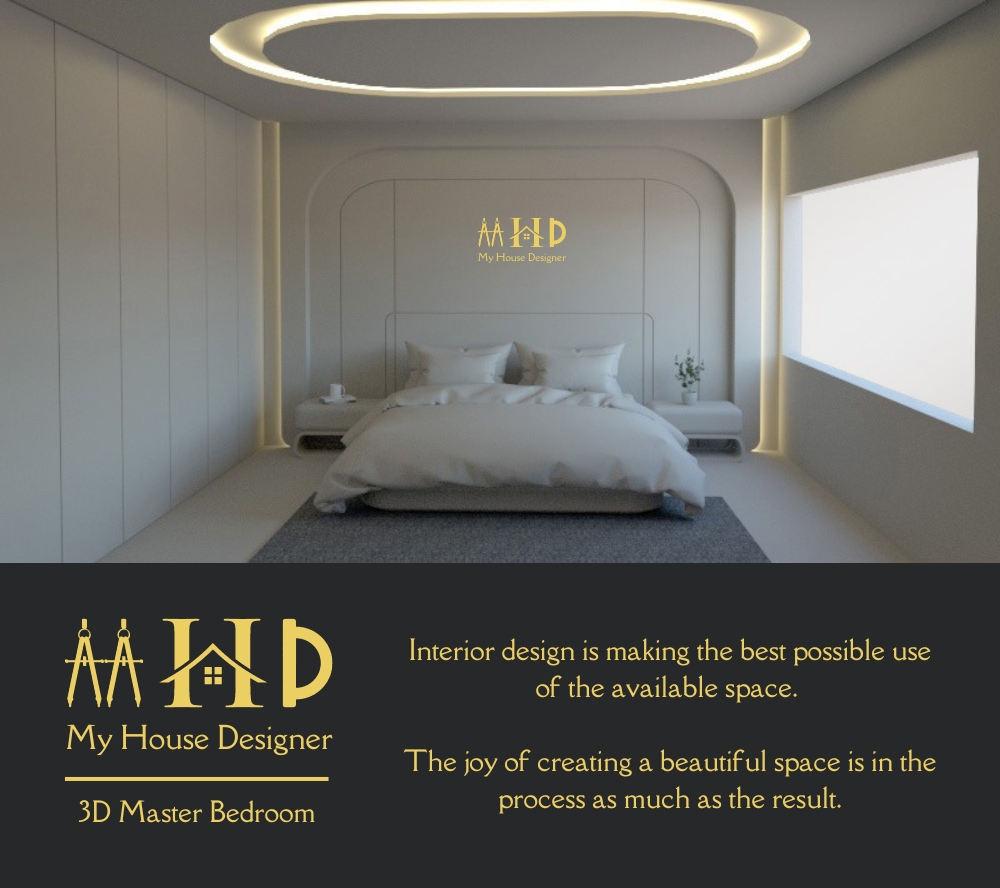 MHD
My House Designer
MHD
My House Designer
3D Master Bedroom
Interior design is making the best possible use
of the available space.
The joy of creating a beautiful space is in the
process as much as the result.